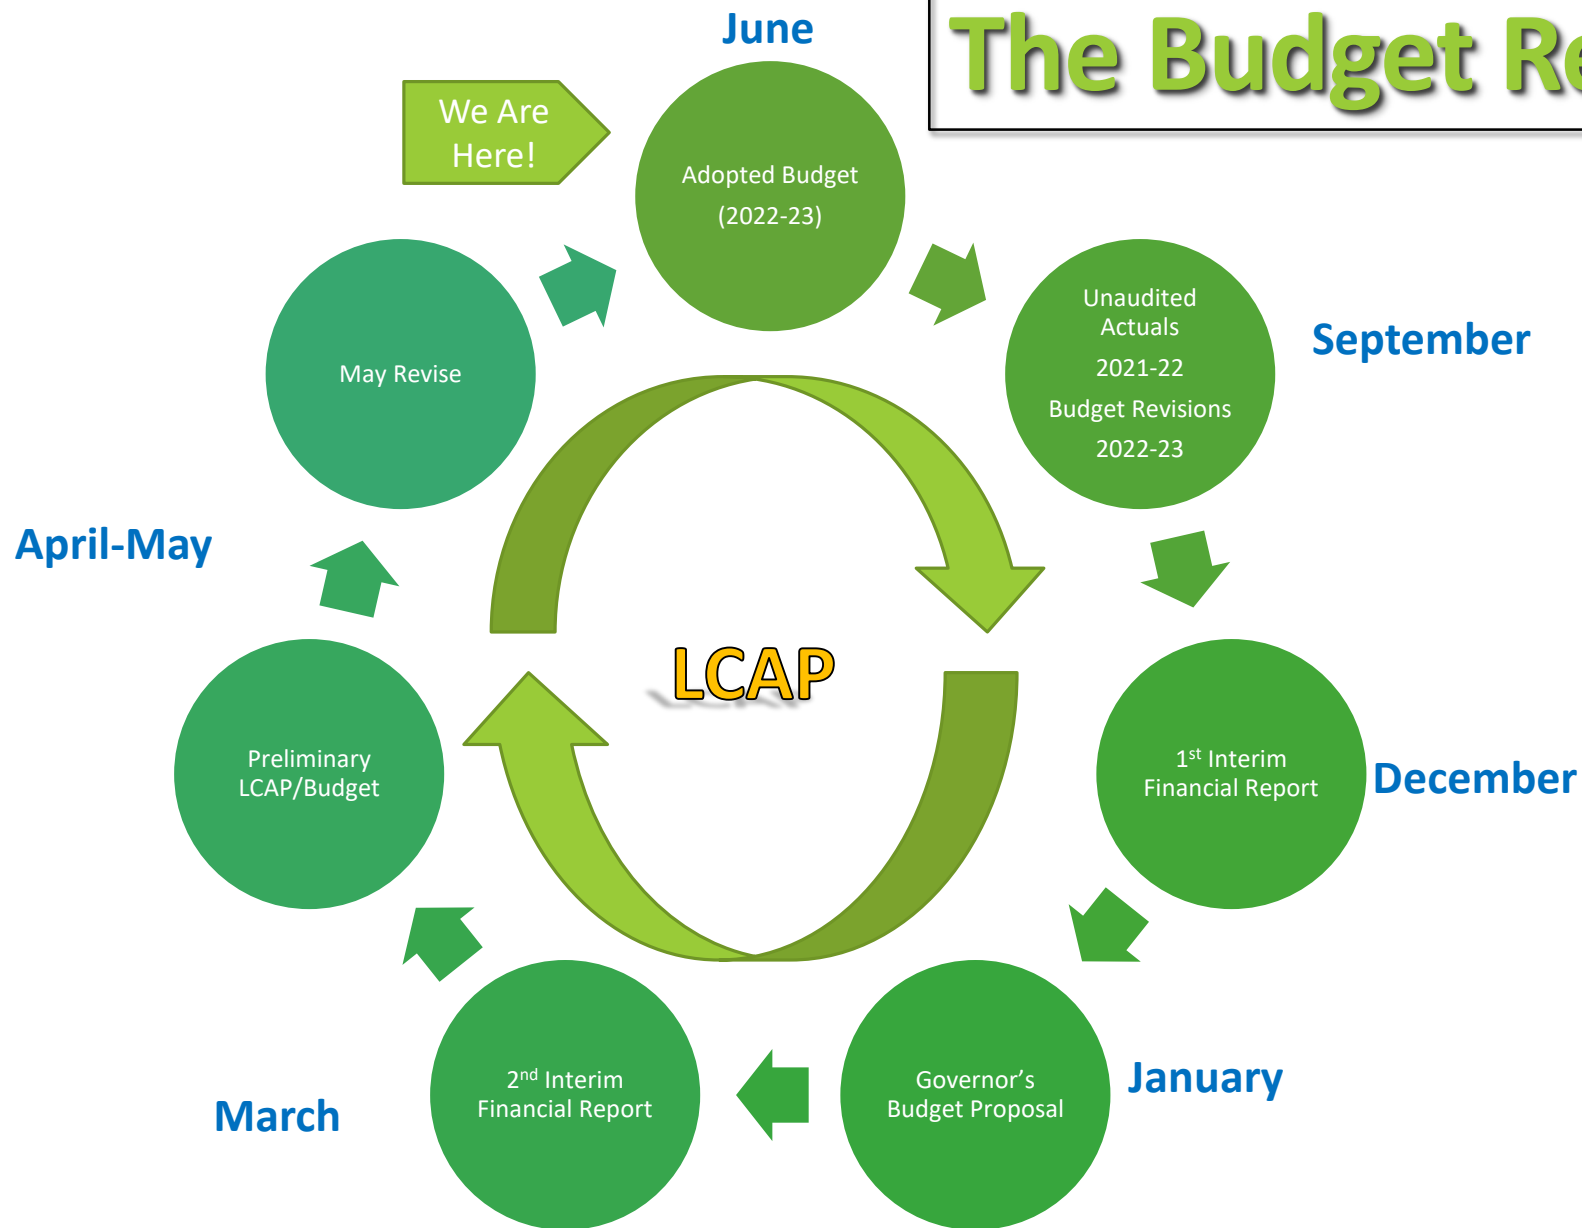 The Budget Re
June
We Are
Here!
Adopted Budget
(2022-23)
Unaudited
Actuals
2021-22
Budget Revisions
2022-23
September
1st Interim
Financial Report
December
Governor's
Budget Proposal
January
2nd Interim
Financial Report
March
Preliminary
LCAP/Budget
April-May
May Revise
LCAP